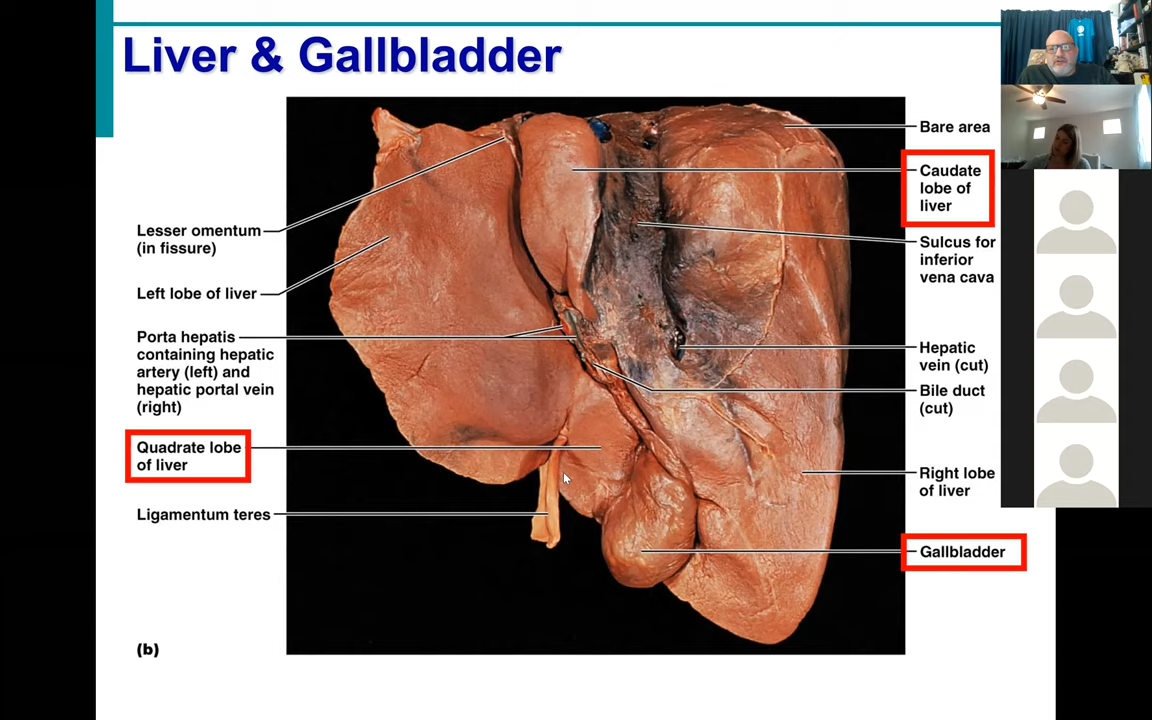 Liver & Gallbladder
Lesser omentum
(in fissure)
Left lobe of liver
Porta hepatis
containing hepatic
artery (left) and
hepatic portal vein
(right)
Quadrate lobe
of liver
Ligamentum teres
(b)
Bare area
Caudate
lobe of
liver
Sulcus for
inferior
vena cava
Hepatic
vein (cut)
Bile duct
(cut)
Right lobe
of liver
Gallbladder